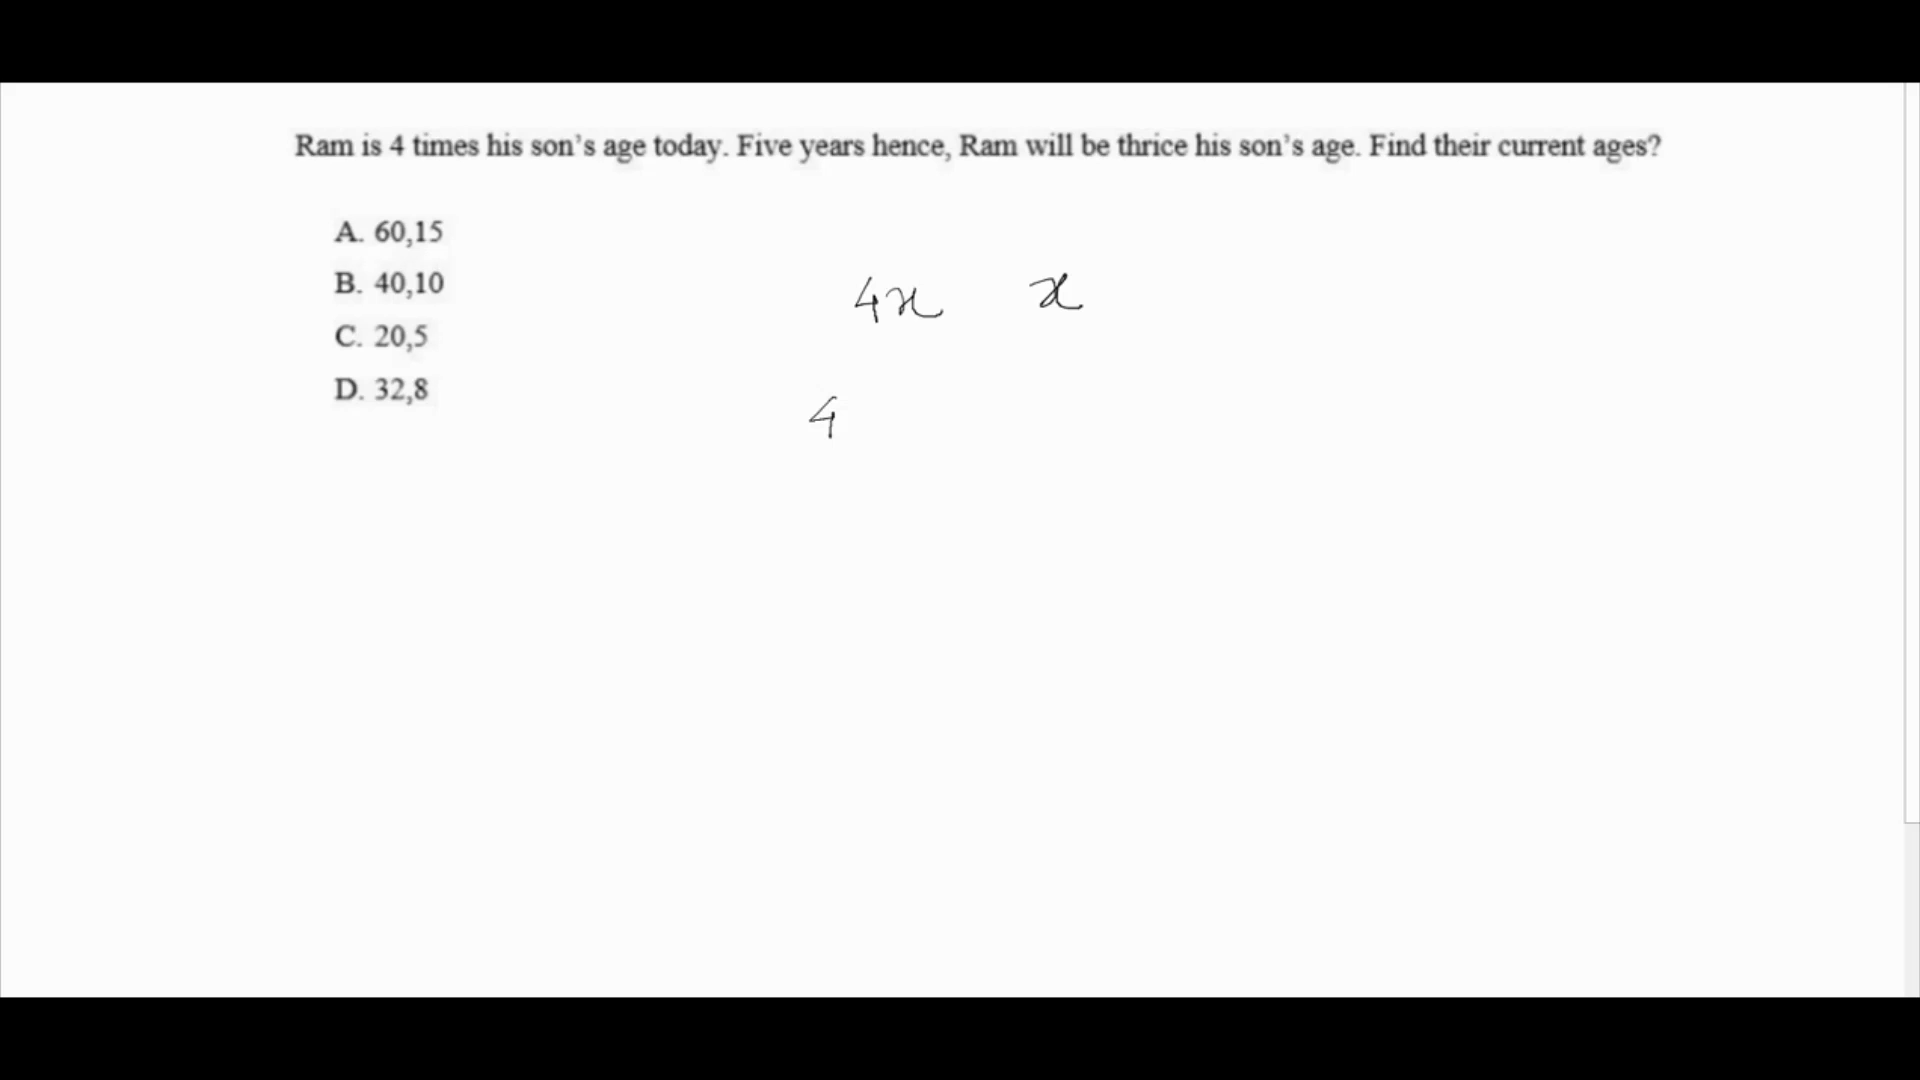 Ram is 4 times his son's age today. Five years hence, Ram will be thrice his son's age. Find their current ages?
A. 60,15
B. 40,10
C. 20,5
D. 32,8
4x x
4